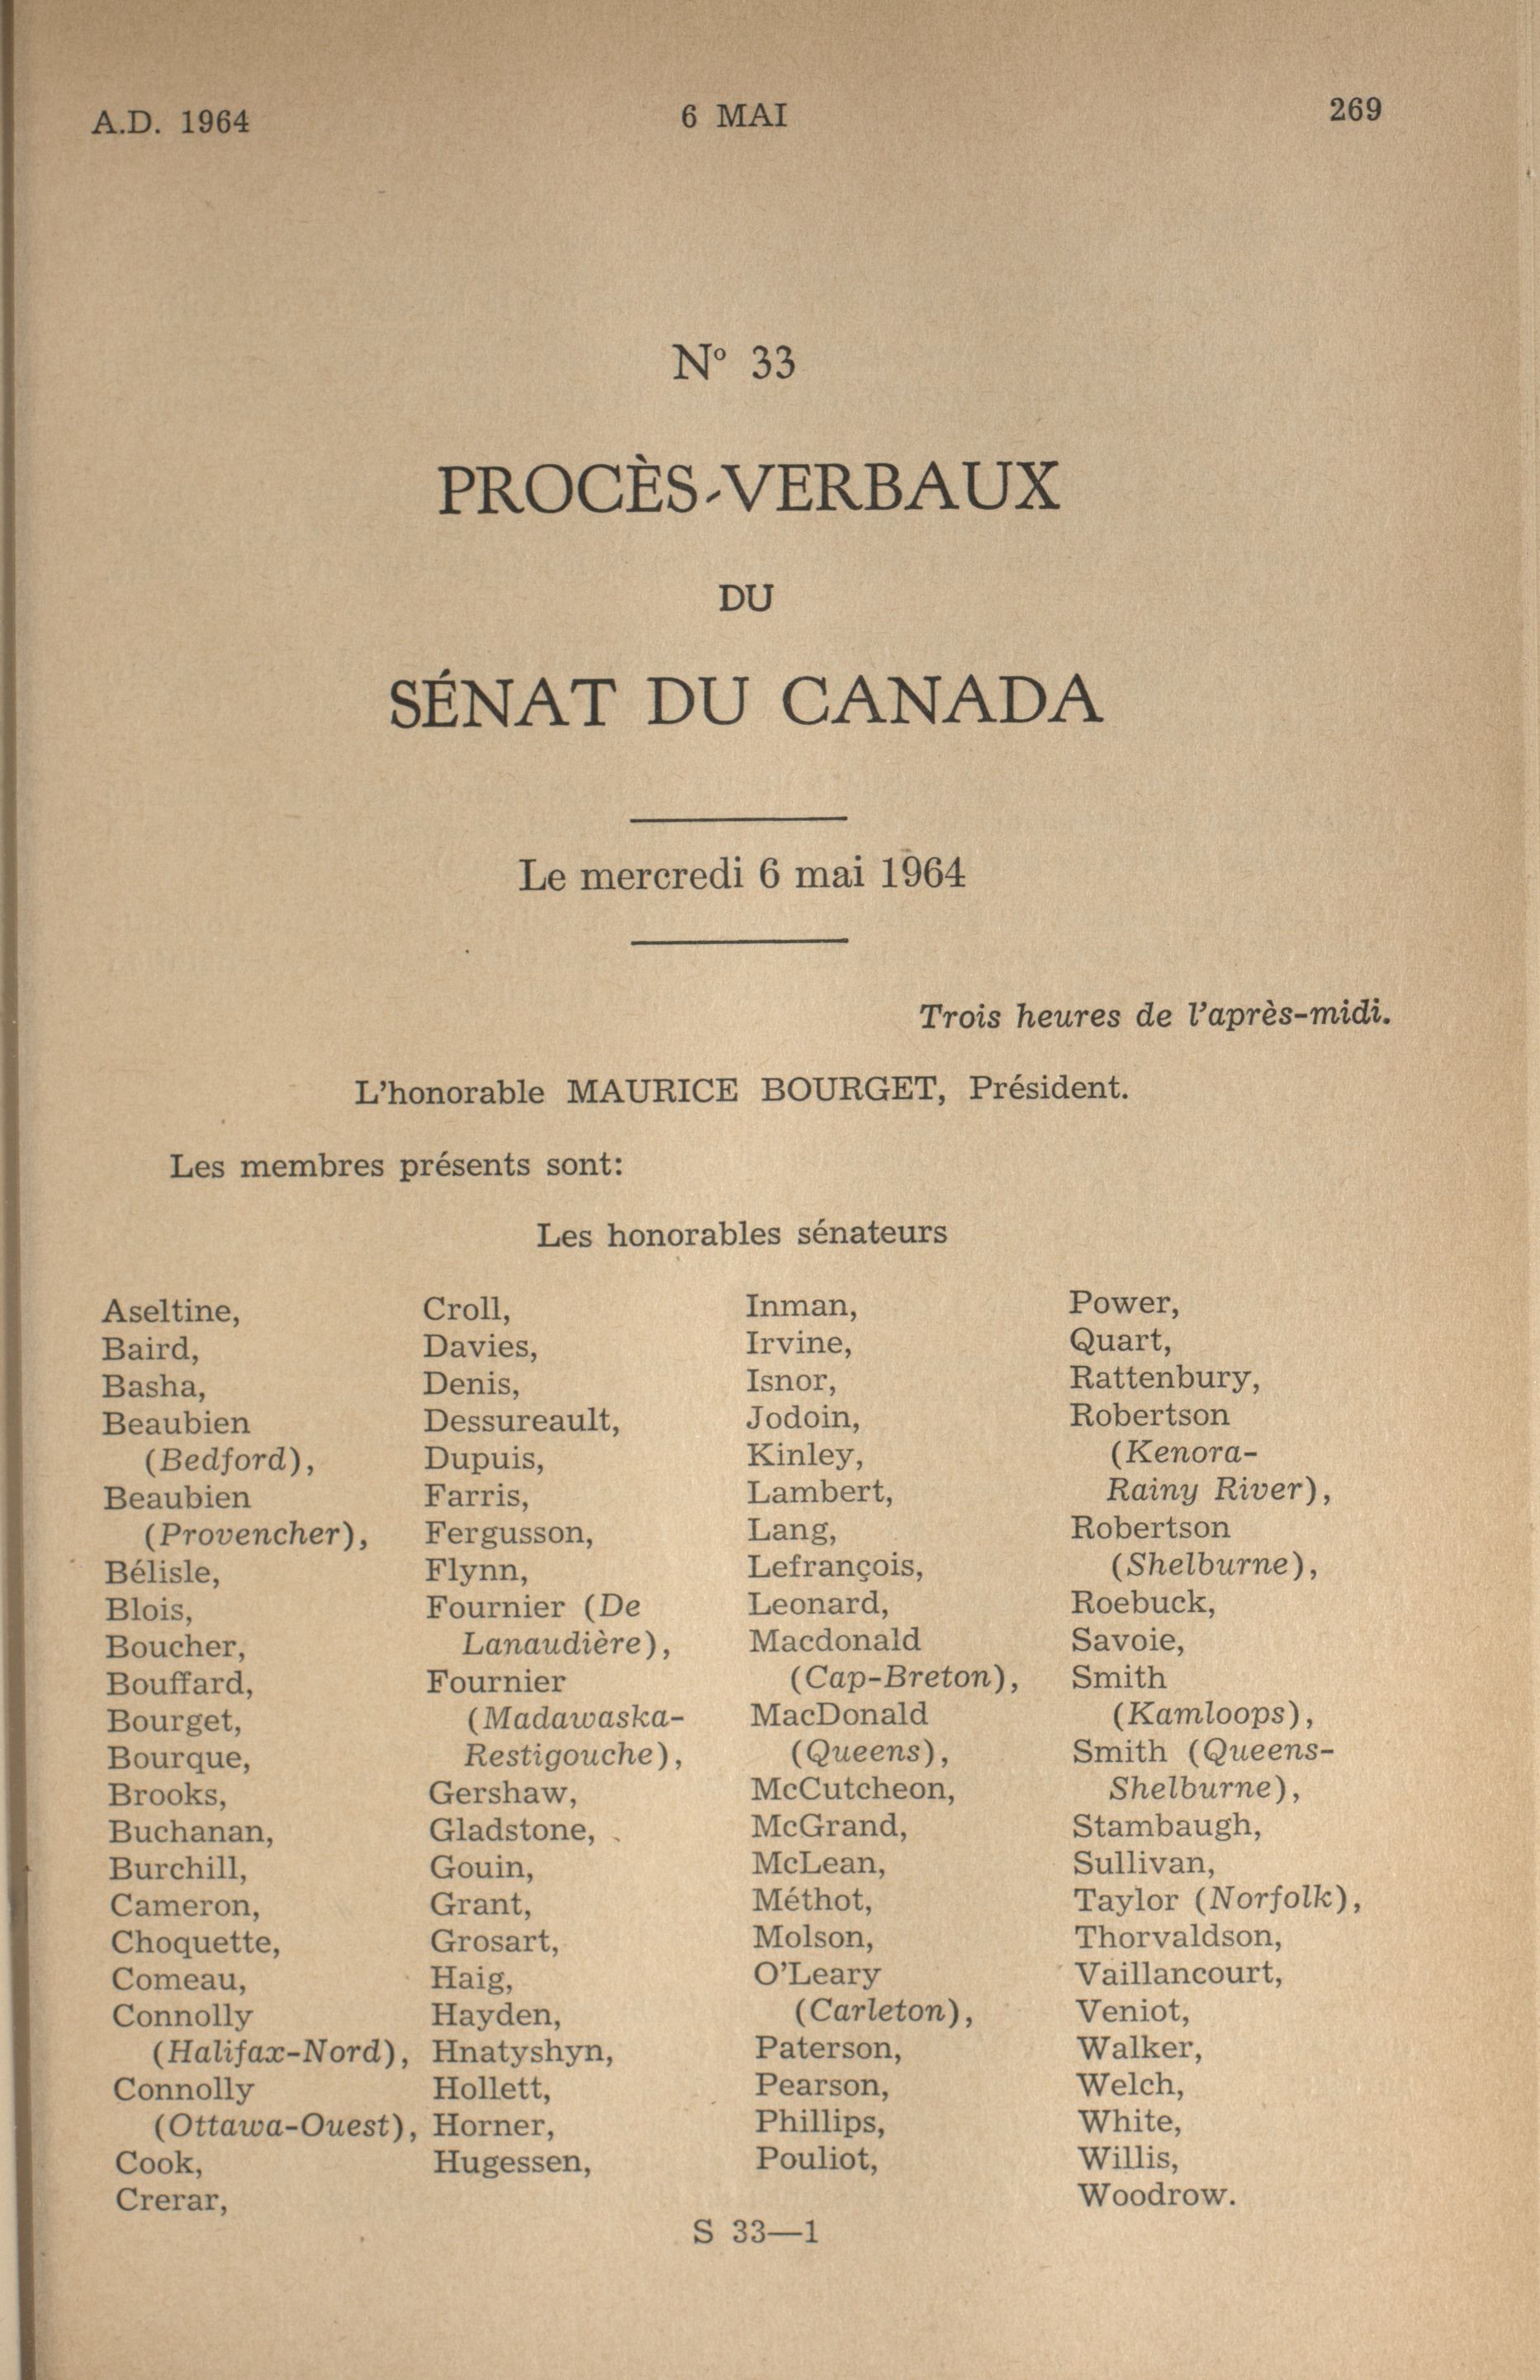 A.D. 1964
6 MAI
269
Nº 33
PROCÈS-VERBAUX
DU
SÉNAT DU CANADA
Le mercredi 6 mai 1964
Trois heures de l'après-midi.
L'honorable MAURICE BOURGET, Président.
Les membres présents sont:
Les honorables sénateurs
Aseltine,
Baird,
Basha,
Beaubien
(Bedford),
Beaubien
(Provencher),
Bélisle,
Blois,
Boucher,
Bouffard,
Bourget,
Bourque,
Brooks,
Buchanan,
Burchill,
Cameron,
Choquette,
Comeau,
Connolly
(Halifax-Nord),
Connolly
(Ottawa-Ouest),
Cook,
Crerar,
Croll,
Davies,
Denis,
Dessureault,
Dupuis,
Farris,
Fergusson,
Flynn,
Fournier (De
Lanaudière),
Fournier
(Madawaska-
Restigouche),
Gershaw,
Gladstone,
Gouin,
Grant,
Grosart,
Haig,
Hayden,
Hnatyshyn,
Hollett,
Horner,
Hugessen,
Inman,
Irvine,
Isnor,
Jodoin,
Kinley,
Lambert,
Lang,
Lefrançois,
Leonard,
Macdonald
(Cap-Breton),
MacDonald
(Queens),
McCutcheon,
McGrand,
McLean,
Méthot,
Molson,
O'Leary
(Carleton),
Paterson,
Pearson,
Phillips,
Pouliot,
Power,
Quart,
Rattenbury,
Robertson
(Kenora-
Rainy River),
Robertson
(Shelburne),
Roebuck,
Savoie,
Smith
(Kamloops),
Smith (Queens-
Shelburne),
Stambaugh,
Sullivan,
Taylor (Norfolk),
Thorvaldson,
Vaillancourt,
Veniot,
Walker,
Welch,
White,
Willis,
Woodrow.
S 33—1